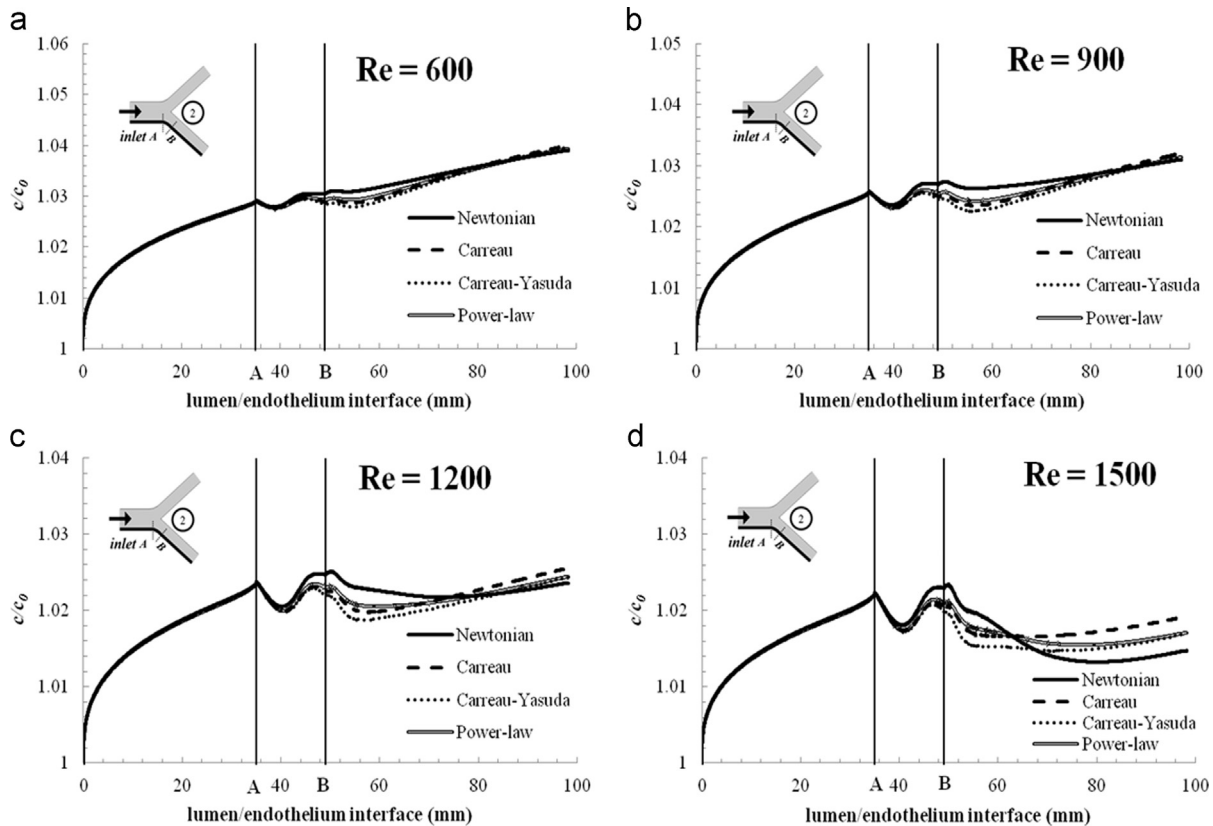 a
1.06
1.05
1.04
1.03
1.02
1.01
1
c/c0
Re = 600
2
inlet A
B
Newtonian
Carreau
Carreau-Yasuda
Power-law
0 20 A 40 B 60 80 100
lumen/endothelium interface (mm)
b
1.05
1.04
1.03
1.02
1.01
1
c/c0
Re = 900
2
inlet A
B
Newtonian
Carreau
Carreau-Yasuda
Power-law
0 20 A 40 B 60 80 100
lumen/endothelium interface (mm)
c
1.04
1.03
1.02
1.01
1
c/c0
Re = 1200
2
inlet A
B
Newtonian
Carreau
Carreau-Yasuda
Power-law
0 20 A 40 B 60 80 100
lumen/endothelium interface (mm)
d
1.04
1.03
1.02
1.01
1
c/c0
Re = 1500
2
inlet A
B
Newtonian
Carreau
Carreau-Yasuda
Power-law
0 20 A 40 B 60 80 100
lumen/endothelium interface (mm)